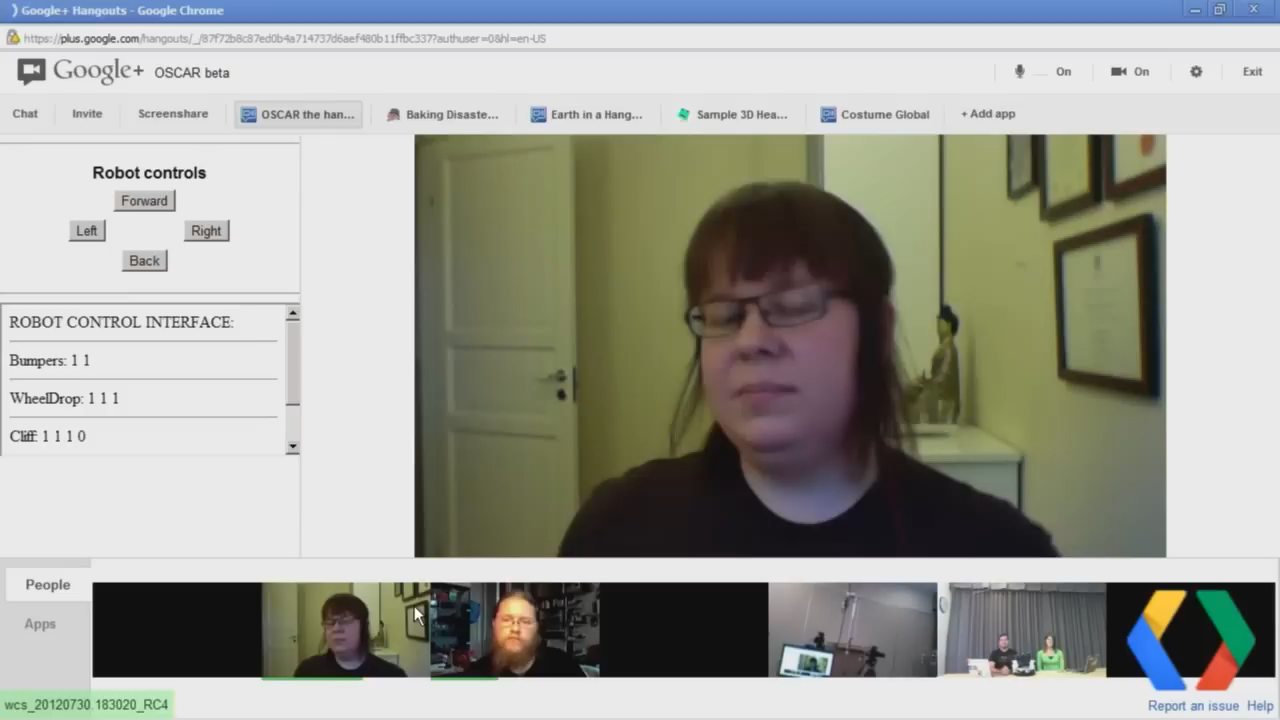 Google+ Hangouts - Google Chrome
https://plus.google.com/hangouts/_/87f72b8c87ed0b4a714737d6aef480b11ffbc337?authuser=0&hl=en-US
Google+ OSCAR beta
On
On
Exit
Chat
Invite
Screenshare
OSCAR the han...
Baking Disaste...
Earth in a Hang...
Sample 3D Hea...
Costume Global
+ Add app
Robot controls
Forward
Left
Right
Back
ROBOT CONTROL INTERFACE:
Bumpers: 1 1
WheelDrop: 1 1 1
Cliff: 1 1 1 0
People
Apps
wcs_20120730.183020_RC4
Report an issue
Help